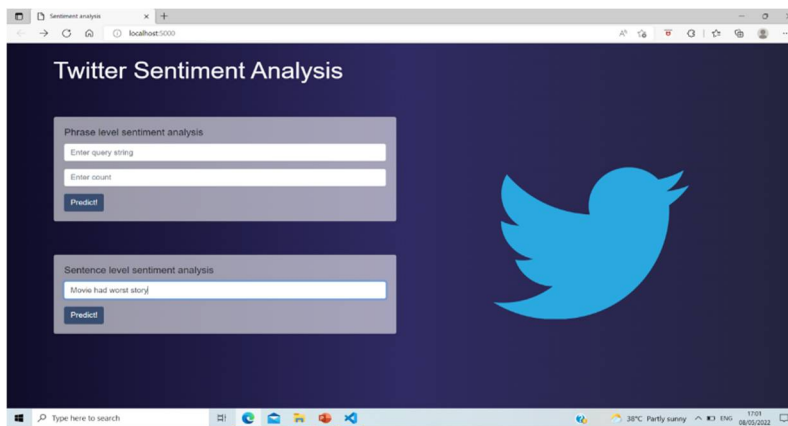 Sentiment analysis
localhost:5000
Twitter Sentiment Analysis
Phrase level sentiment analysis
Enter query string
Enter count
Predict!
Sentence level sentiment analysis
Movie had worst story
Predict!
Type here to search
38°C Partly sunny
ENG
17:01
08/05/2022